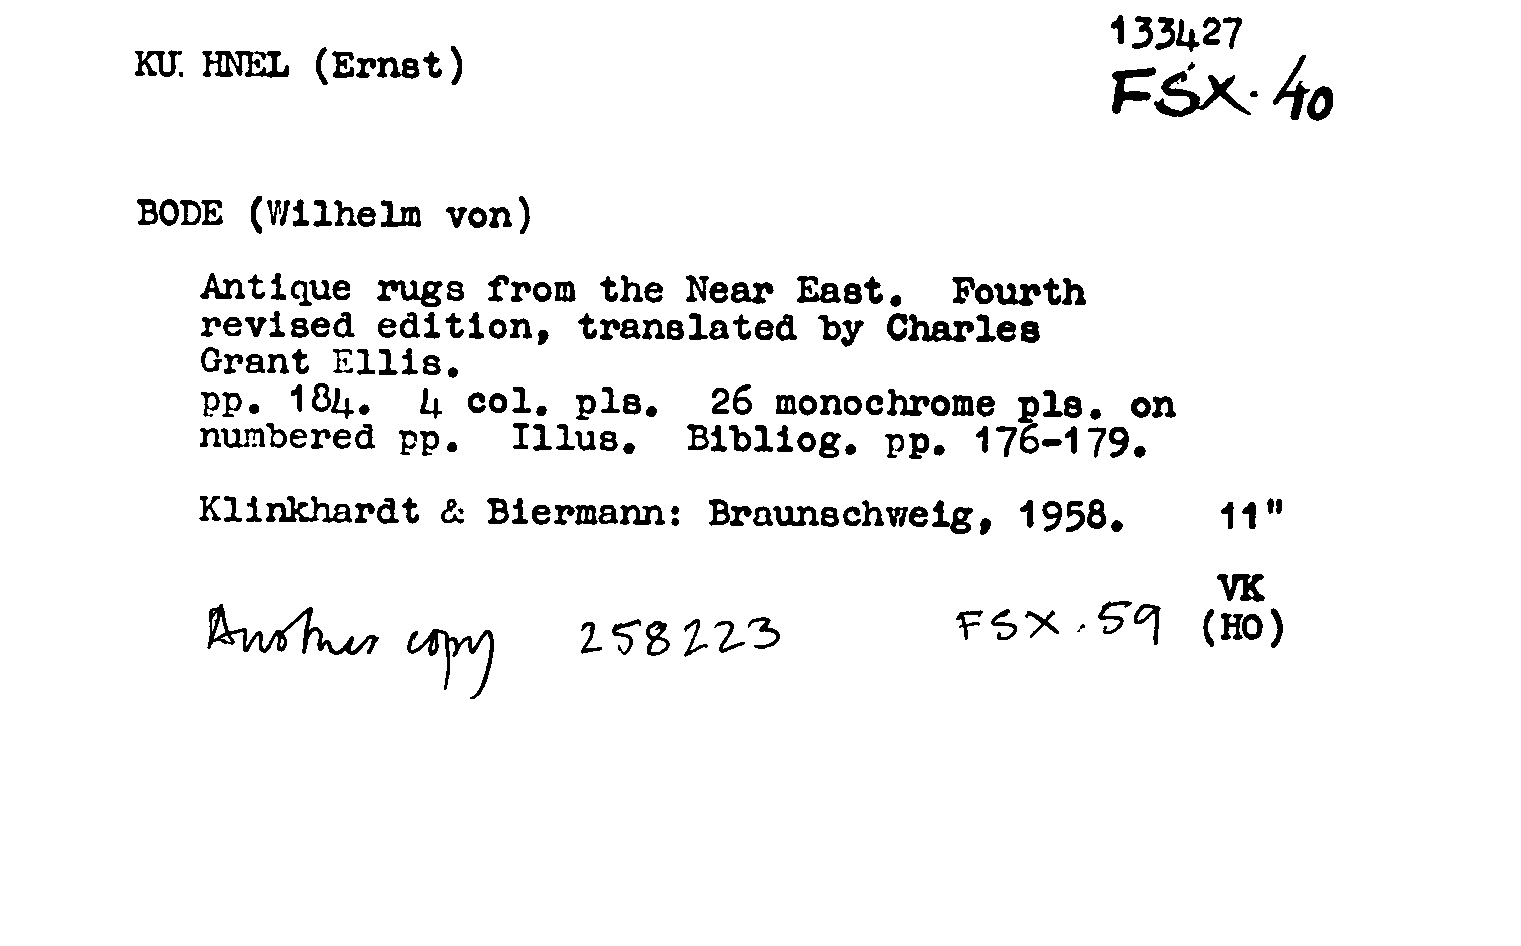 133427
KU. HNEL (Ernst)
FSX. 40
BODE (Wilhelm von)
Antique rugs from the Near East. Fourth
revised edition, translated by Charles
Grant Ellis.
pp. 184. 4 col. pls. 26 monochrome pls. on
numbered pp. Illus. Bibliog. pp. 176-179.
Klinkhardt & Biermann: Braunschweig, 1958. 11"
VK
Another copy 258223 FSX. 59 (HO)